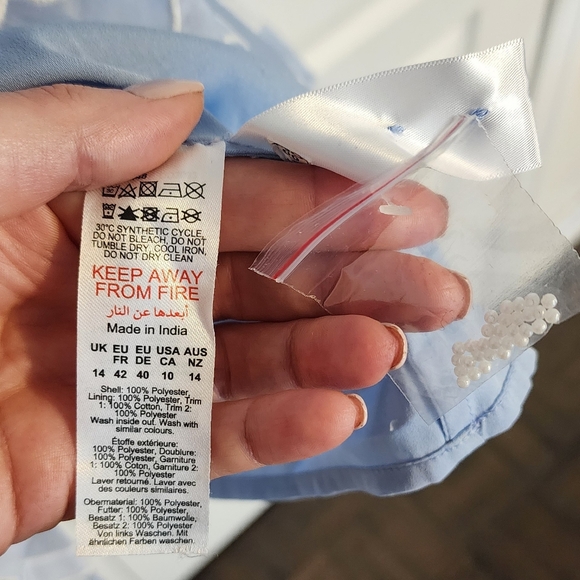 30°C SYNTHETIC CYCLE,
DO NOT BLEACH, DO NOT
TUMBLE DRY, COOL IRON,
DO NOT DRY CLEAN
KEEP AWAY
FROM FIRE
أبعدها عن النار
Made in India
UK EU EU USA AUS
FR DE CA NZ
14 42 40 10 14
Shell: 100% Polyester,
Lining: 100% Polyester, Trim
1: 100% Cotton, Trim 2:
100% Polyester
Wash inside out. Wash with
similar colours.
Étoffe extérieure:
100% Polyester, Doublure:
100% Polyester, Garniture
1: 100% Coton, Garniture 2:
100% Polyester
Laver retourné. Laver avec
des couleurs similaires.
Obermaterial: 100% Polyester,
Futter: 100% Polyester,
Besatz 1: 100% Baumwolle,
Besatz 2: 100% Polyester
Von links Waschen. Mit
ähnlichen Farben waschen.